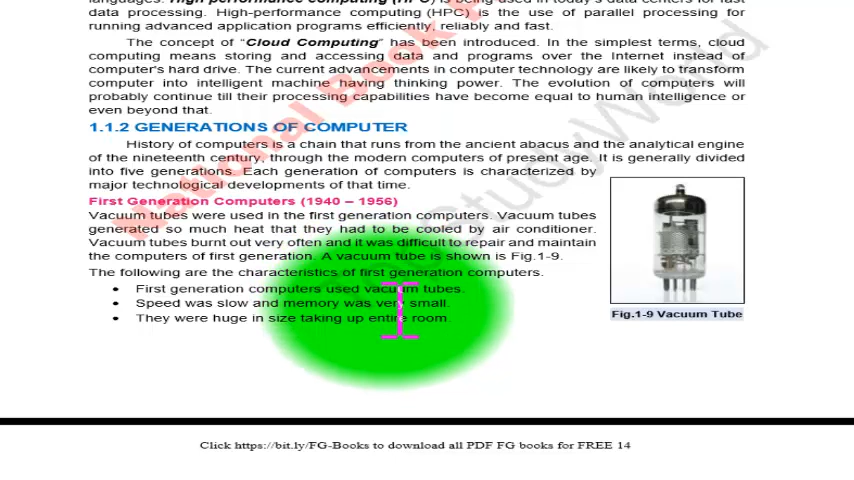 languages. High performance computing (HPC) is being used in today's data centers for fast
data processing. High-performance computing (HPC) is the use of parallel processing for
running advanced application programs efficiently, reliably and fast.
The concept of "Cloud Computing" has been introduced. In the simplest terms, cloud
computing means storing and accessing data and programs over the Internet instead of
computer's hard drive. The current advancements in computer technology are likely to transform
computer into intelligent machine having thinking power. The evolution of computers will
probably continue till their processing capabilities have become equal to human intelligence or
even beyond that.
1.1.2 GENERATIONS OF COMPUTER
History of computers is a chain that runs from the ancient abacus and the analytical engine
of the nineteenth century, through the modern computers of present age. It is generally divided
into five generations. Each generation of computers is characterized by
major technological developments of that time.
First Generation Computers (1940 – 1956)
Vacuum tubes were used in the first generation computers. Vacuum tubes
generated so much heat that they had to be cooled by air conditioner.
Vacuum tubes burnt out very often and it was difficult to repair and maintain
the computers of first generation. A vacuum tube is shown is Fig.1-9.
The following are the characteristics of first generation computers.
• First generation computers used vacuum tubes.
• Speed was slow and memory was very small.
• They were huge in size taking up entire room.
Fig.1-9 Vacuum Tube
National Book
StudyWorld
Click https://bit.ly/FG-Books to download all PDF FG books for FREE 14